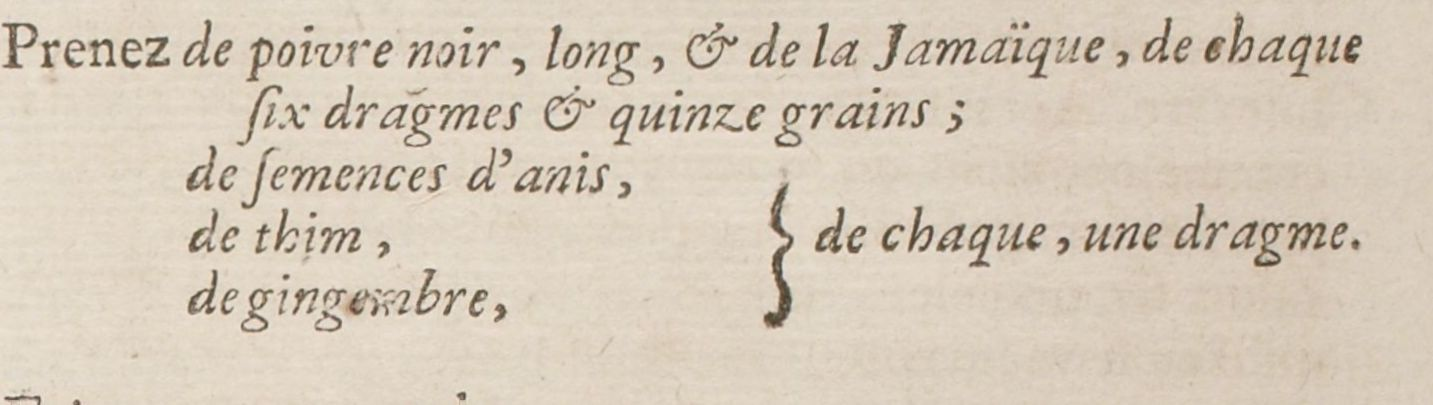 Prenez de poivre noir, long, & de la Jamaïque, de chaque
ſix dragmes & quinze grains ;
de ſemences d'anis,
de thim,
de gingembre,
} de chaque, une dragme.